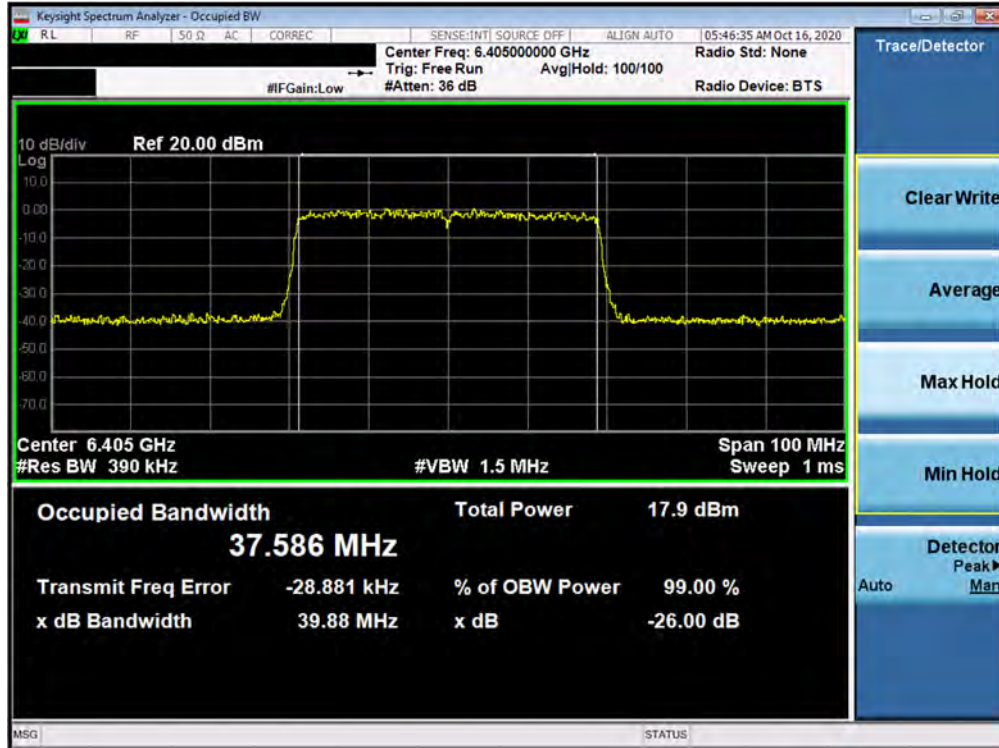 Keysight Spectrum Analyzer - Occupied BW
LXI RL RF 50 Ω AC CORREC SENSE:INT SOURCE OFF ALIGN AUTO 05:46:35 AM Oct 16, 2020
Center Freq: 6.405000000 GHz Radio Std: None
Trig: Free Run Avg|Hold: 100/100
#IFGain:Low #Atten: 36 dB Radio Device: BTS
Trace/Detector
10 dB/div Ref 20.00 dBm
Log
10.0
0.00
-10.0
-20.0
-30.0
-40.0
-50.0
-60.0
-70.0
Center 6.405 GHz Span 100 MHz
#Res BW 390 kHz #VBW 1.5 MHz Sweep 1 ms
Occupied Bandwidth Total Power 17.9 dBm
37.586 MHz
Transmit Freq Error -28.881 kHz % of OBW Power 99.00 %
x dB Bandwidth 39.88 MHz x dB -26.00 dB
Clear Write
Average
Max Hold
Min Hold
Detector
Peak▶
Auto Man
MSG STATUS